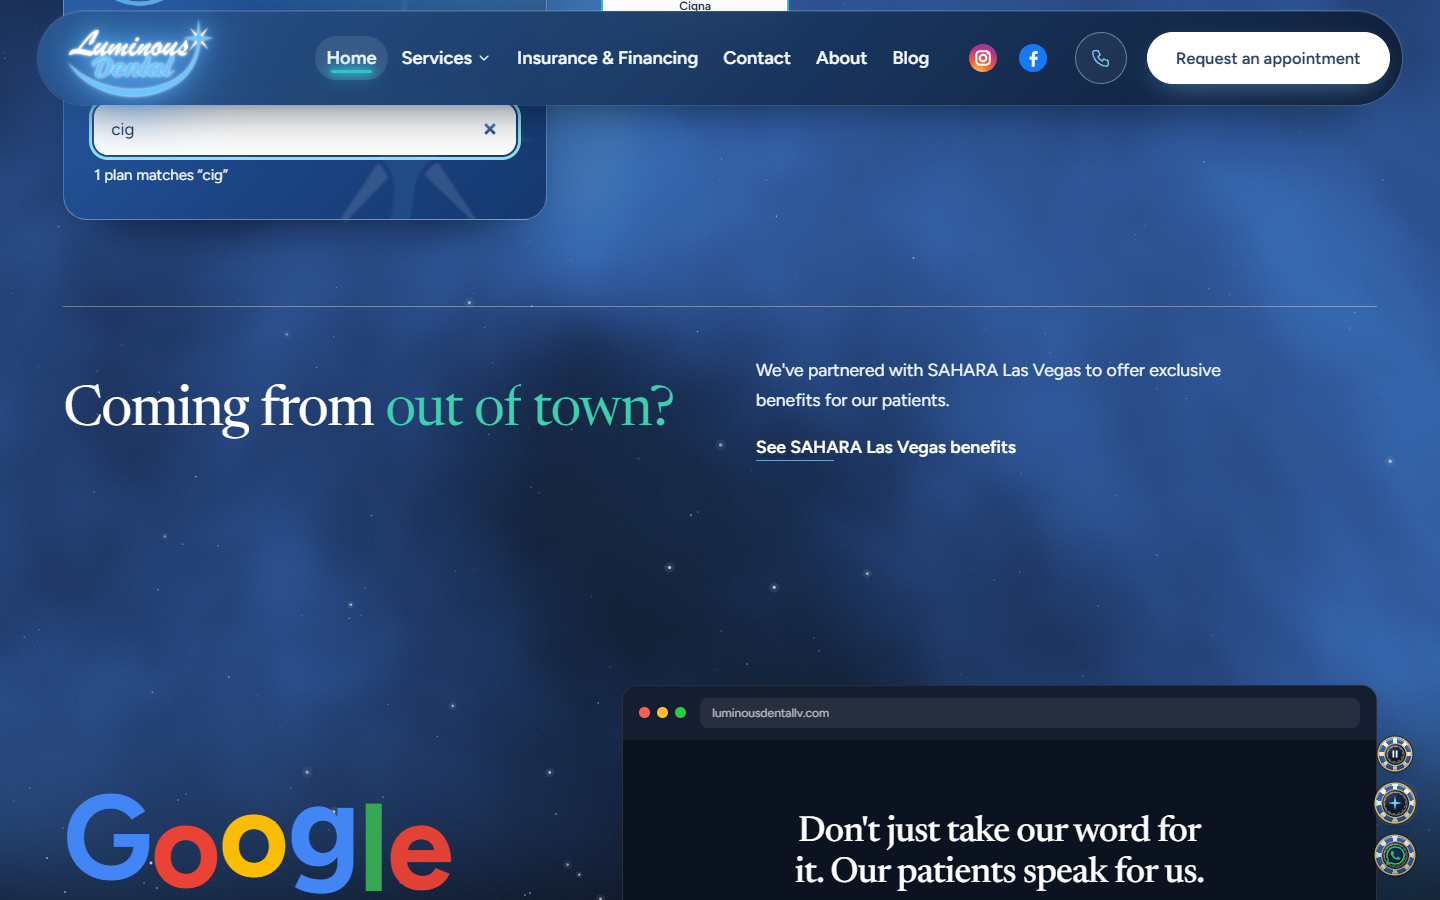 Cigna
Luminous
Dental
Home
Services
Insurance & Financing
Contact
About
Blog
Request an appointment
cig
1 plan matches “cig”
Coming from out of town?
We've partnered with SAHARA Las Vegas to offer exclusive
benefits for our patients.
See SAHARA Las Vegas benefits
luminousdentallv.com
Google
Don't just take our word for
it. Our patients speak for us.